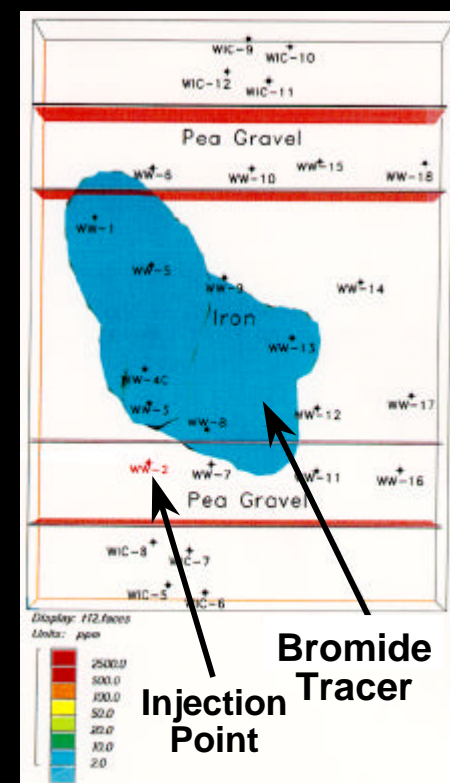 WIC-9
WIC-10
WIC-12
WIC-11
Pea Gravel
WW-6
WW-10
WW-15
WW-18
WW-1
WW-5
WW-9
WW-14
Iron
WW-13
WW-4C
WW-5
WW-8
WW-12
WW-17
WW-2
WW-7
WW-11
WW-16
Pea Gravel
WIC-8
WIC-7
WIC-5
WIC-6
Display: t12.faces
Units: ppm
2500.0
500.0
100.0
50.0
20.0
10.0
2.0
Injection
Point
Bromide
Tracer